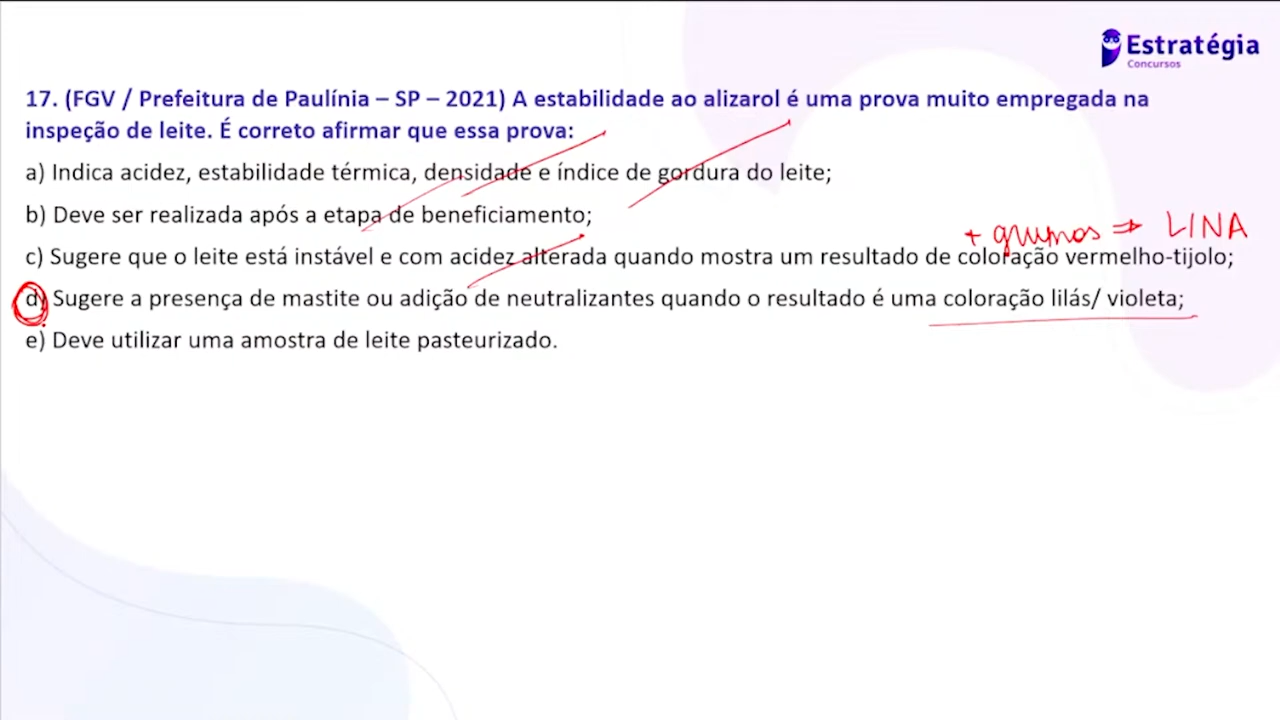 Estratégia
Concursos
17. (FGV / Prefeitura de Paulínia – SP – 2021) A estabilidade ao alizarol é uma prova muito empregada na
inspeção de leite. É correto afirmar que essa prova:
a) Indica acidez, estabilidade térmica, densidade e índice de gordura do leite;
b) Deve ser realizada após a etapa de beneficiamento;
+ grumos ⇒ LINA
c) Sugere que o leite está instável e com acidez alterada quando mostra um resultado de coloração vermelho-tijolo;
d) Sugere a presença de mastite ou adição de neutralizantes quando o resultado é uma coloração lilás/ violeta;
e) Deve utilizar uma amostra de leite pasteurizado.